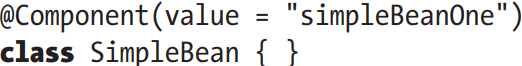 @Component(value = "simpleBeanOne")
class SimpleBean { }